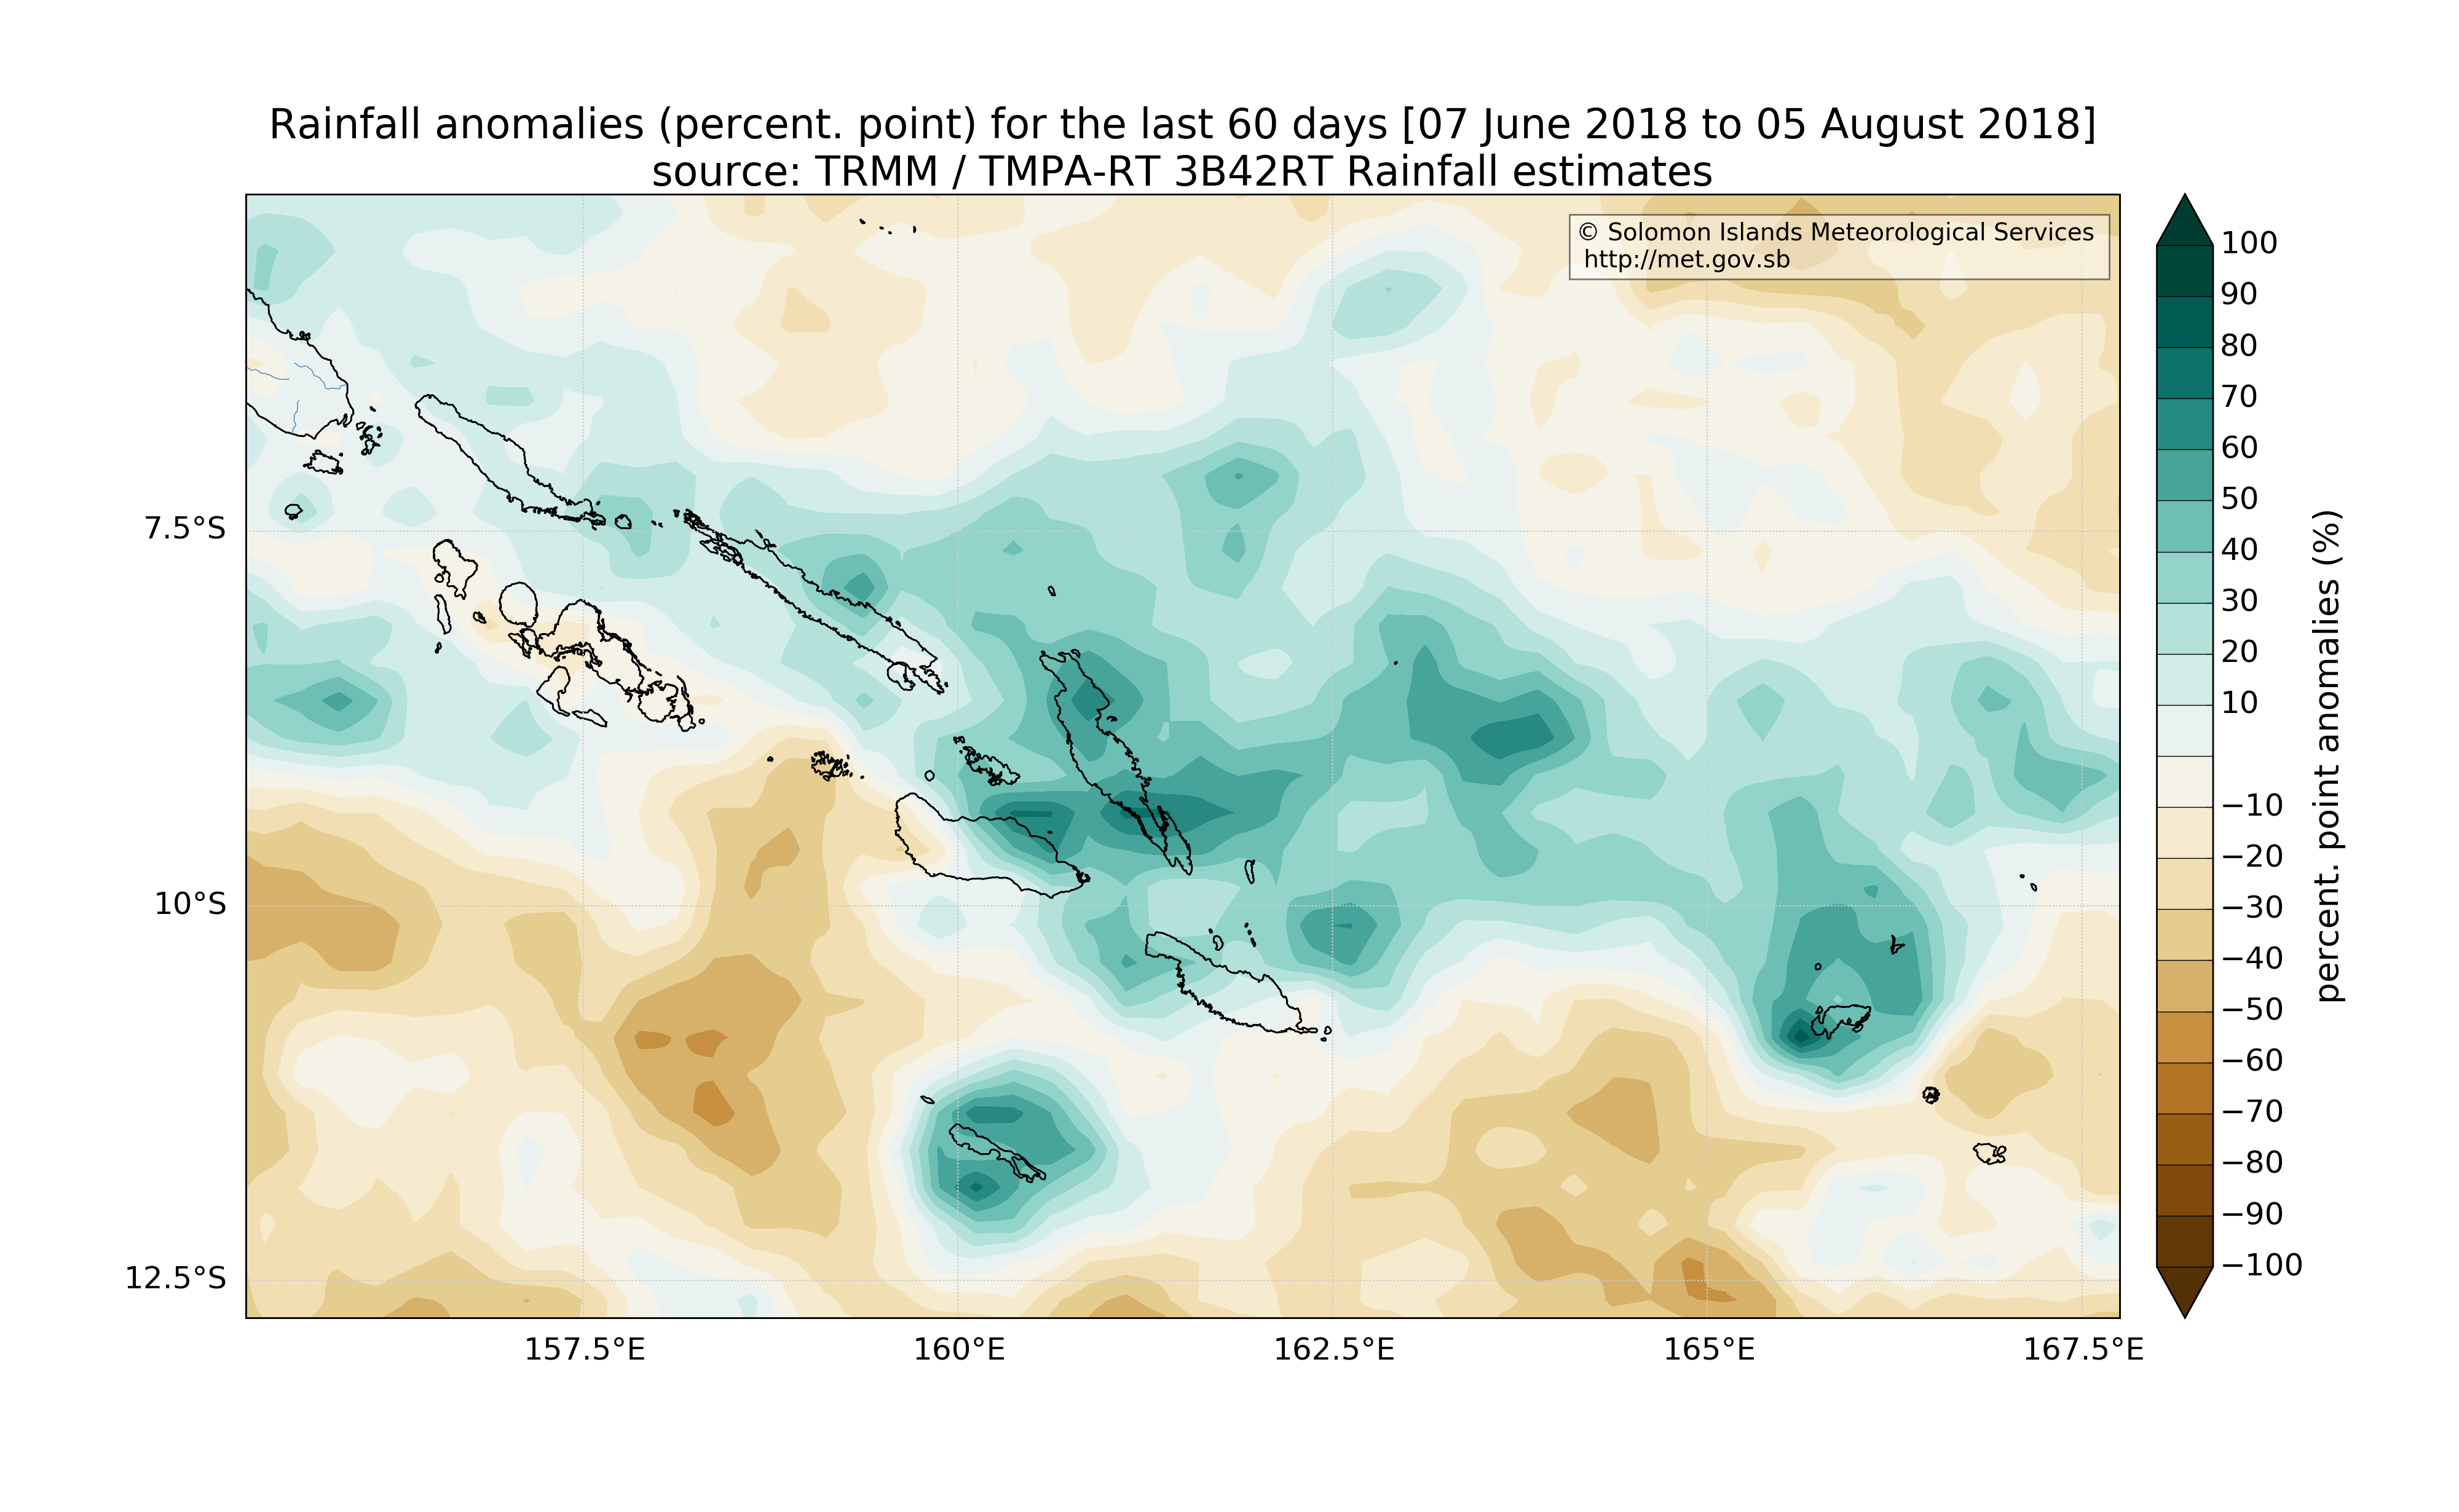 Rainfall anomalies (percent. point) for the last 60 days [07 June 2018 to 05 August 2018]
source: TRMM / TMPA-RT 3B42RT Rainfall estimates
© Solomon Islands Meteorological Services
http://met.gov.sb
7.5°S
10°S
12.5°S
157.5°E
160°E
162.5°E
165°E
167.5°E
100
90
80
70
60
50
40
30
20
10
−10
−20
−30
−40
−50
−60
−70
−80
−90
−100
percent. point anomalies (%)